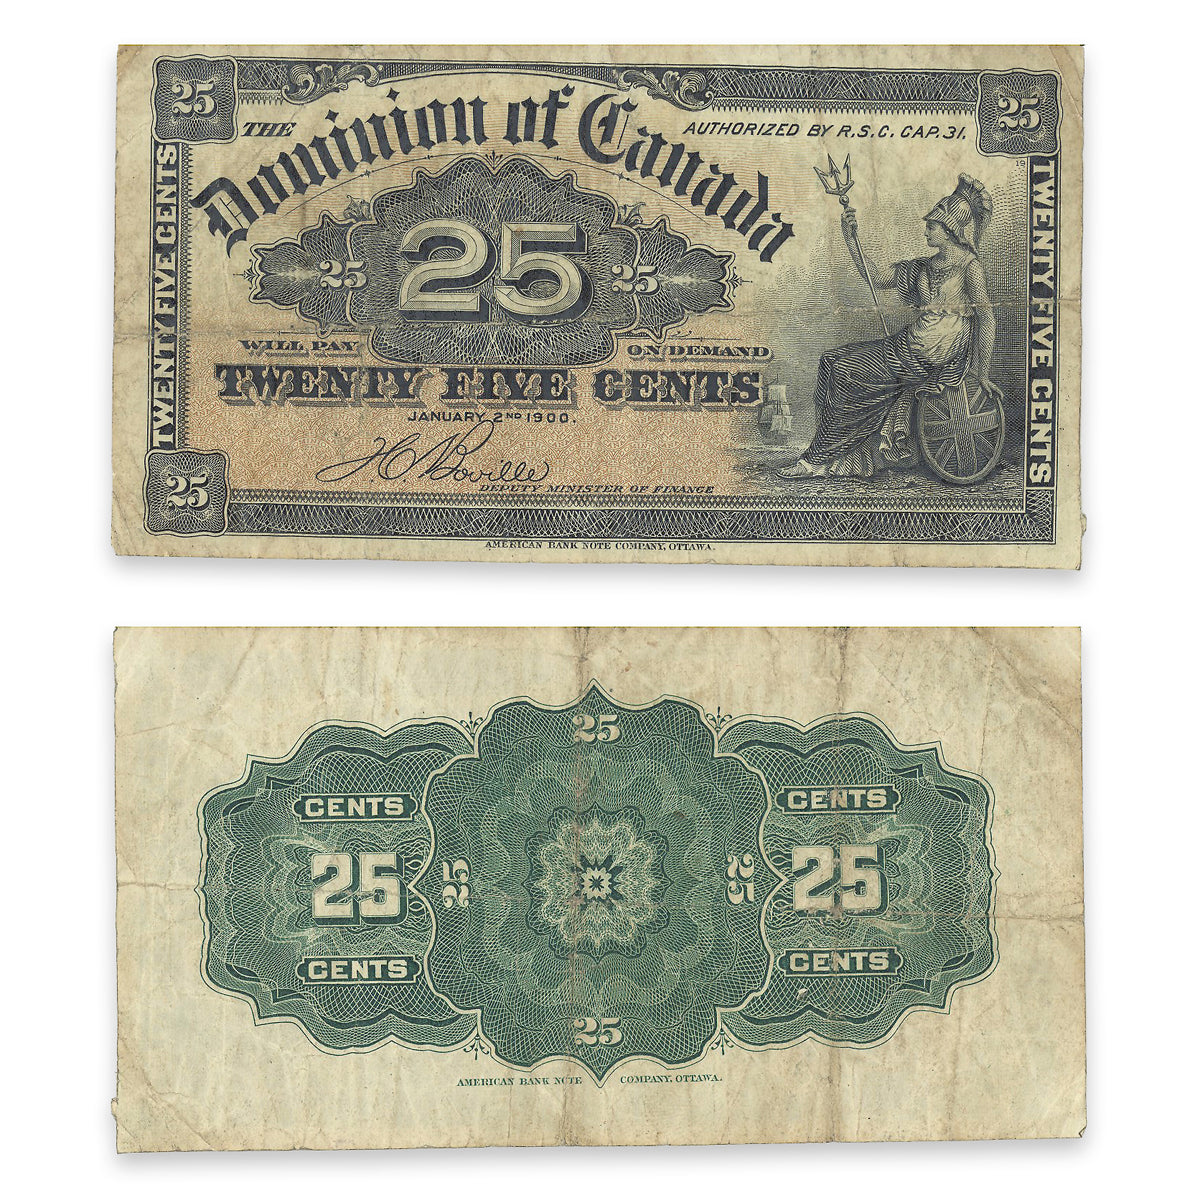 25
25
THE
Dominion of Canada
AUTHORIZED BY R.S.C. CAP. 31.
19
TWENTY FIVE CENTS
TWENTY FIVE CENTS
25
25
25
WILL PAY
ON DEMAND
TWENTY FIVE CENTS
JANUARY 2ND 1900.
H C Boville
DEPUTY MINISTER OF FINANCE
25
AMERICAN BANK NOTE COMPANY, OTTAWA.
25
CENTS
CENTS
25
25
25
25
CENTS
CENTS
25
AMERICAN BANK NOTE COMPANY, OTTAWA.